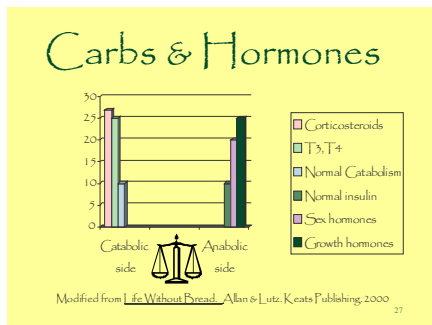 Carbs & Hormones
30
25
20
15
10
5
0
Catabolic side
Anabolic side
Corticosteroids
T3,T4
Normal Catabolism
Normal insulin
Sex hormones
Growth hormones
Modified from Life Without Bread. Allan & Lutz. Keats Publishing. 2000
27